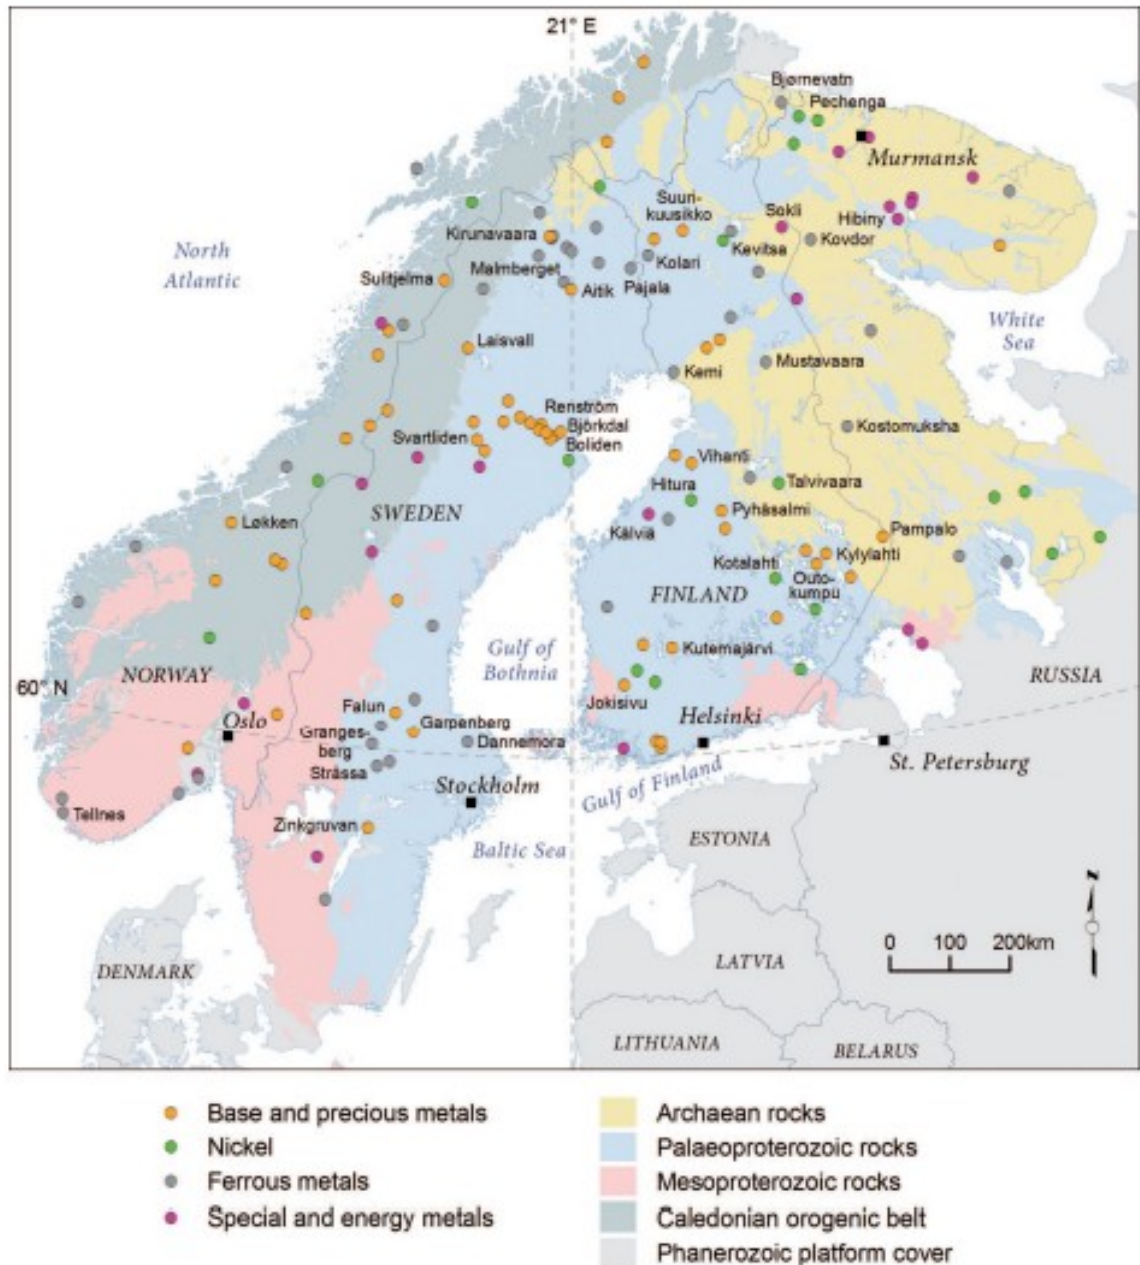 21° E
Bjørnevatn
Pechenga
Murmansk
Suuri-
kuusikko
Sokli
Hibiny
Kirunavaara
Kevitsa
Kovdor
North
Atlantic
Sulitjelma
Malmberget
Kolari
Aitik
Pajala
White
Sea
Laisvall
Kemi
Mustavaara
Renström
Björkdal
Boliden
Svartliden
Kostomuksha
Vihanti
Hitura
Talvivaara
SWEDEN
Løkken
Pyhäsalmi
Kälviä
Pampalo
Kotalahti
Kylylahti
Outo-
kumpu
FINLAND
Gulf of
Bothnia
Kutemajärvi
NORWAY
RUSSIA
60° N
Jokisivu
Falun
Oslo
Garpenberg
Helsinki
Granges-
berg
Dannemora
Stråssa
St. Petersburg
Stockholm
Gulf of Finland
Tellnes
Zinkgruvan
Baltic Sea
ESTONIA
N
0 100 200km
DENMARK
LATVIA
LITHUANIA
BELARUS
Base and precious metals
Nickel
Ferrous metals
Special and energy metals
Archaean rocks
Palaeoproterozoic rocks
Mesoproterozoic rocks
Caledonian orogenic belt
Phanerozoic platform cover